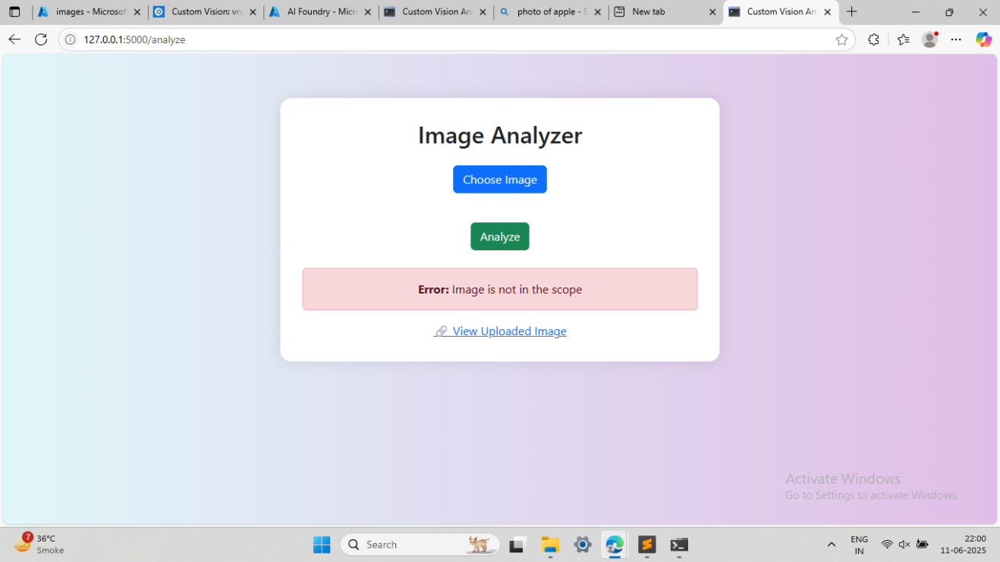 images - Microsof
Custom Vision: vru
AI Foundry - Micro
Custom Vision An
photo of apple - S
New tab
Custom Vision An
127.0.0.1:5000/analyze
Image Analyzer
Choose Image
Analyze
Error: Image is not in the scope
View Uploaded Image
Activate Windows
Go to Settings to activate Windows.
7
36°C
Smoke
Search
ENG
IN
22:00
11-06-2025